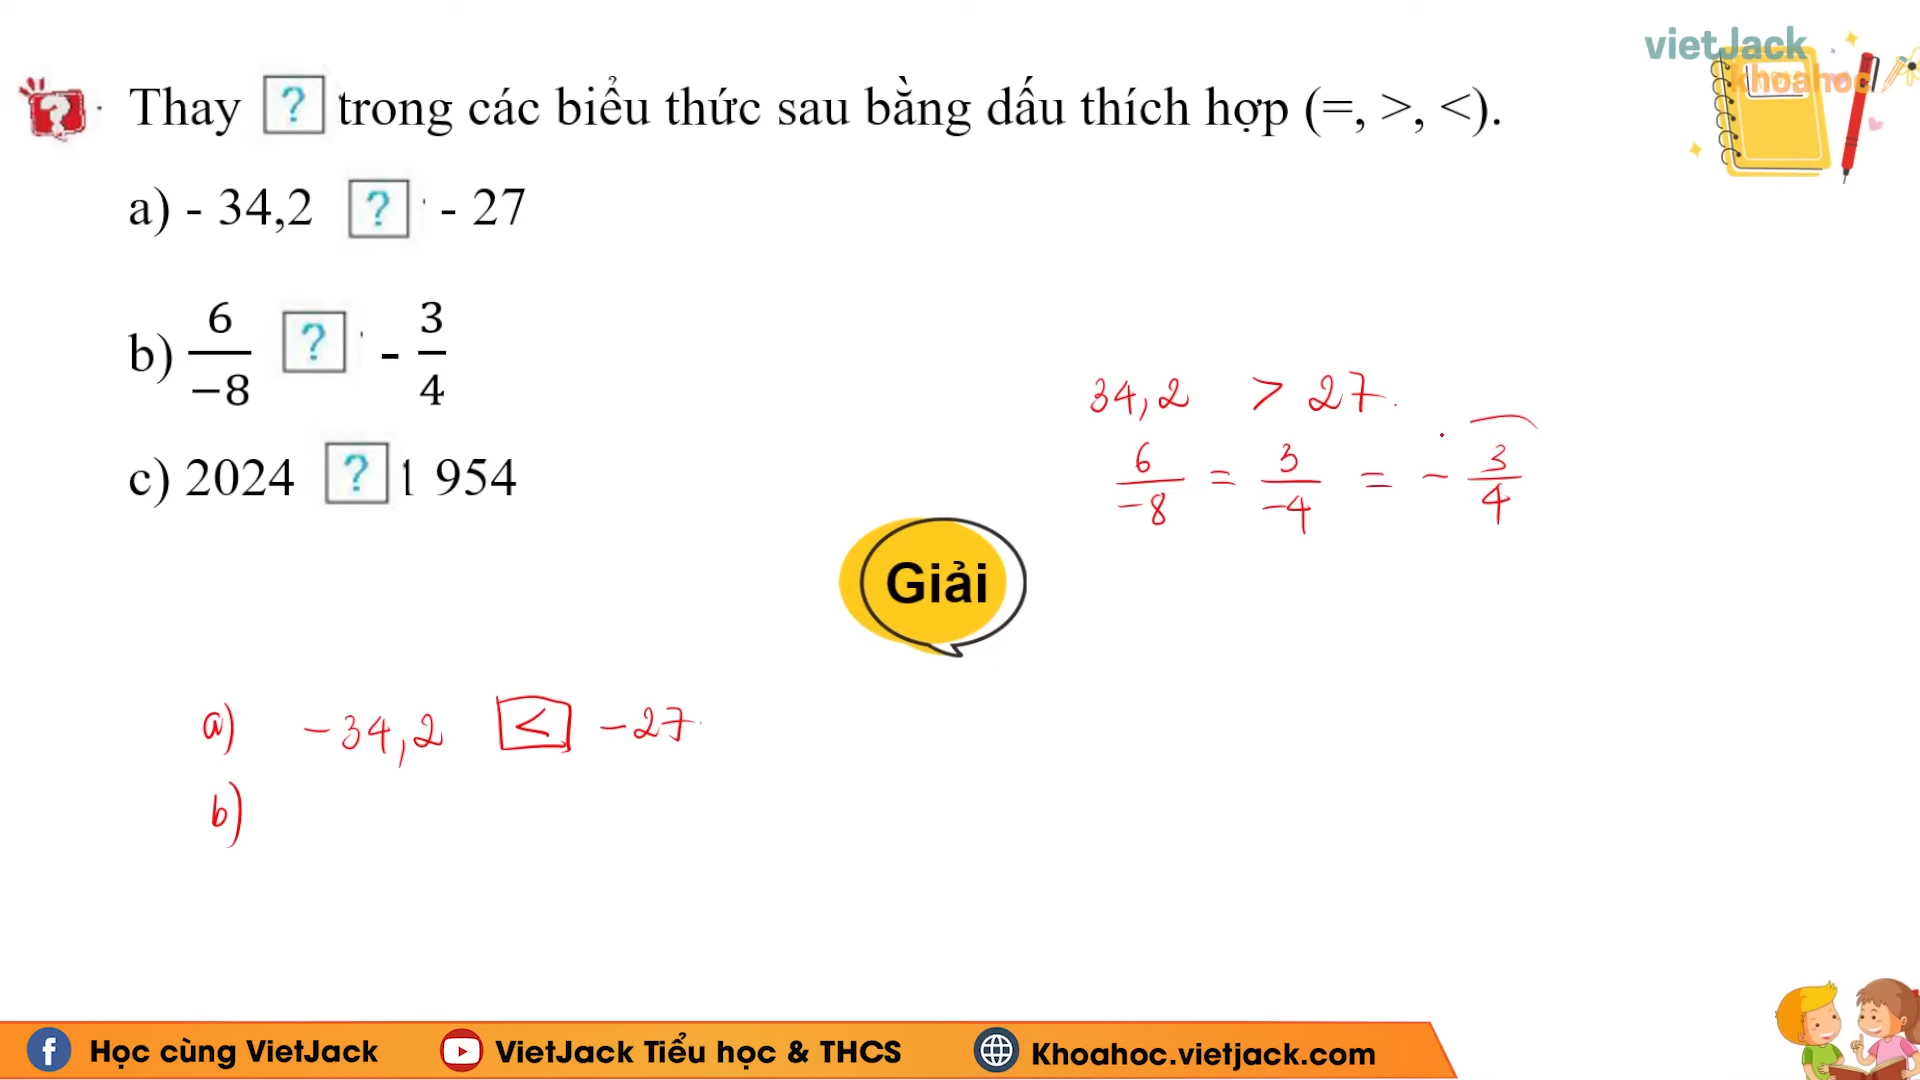 vietJack
khoahoc
Thay ? trong các biểu thức sau bằng dấu thích hợp (=, >, <).
a) - 34,2 ? - 27
b) 6/−8 ? - 3/4
c) 2024 ? 1 954
34,2 > 27.
6/−8 = 3/−4 = − 3/4
Giải
a) −34,2 < −27.
b)
Học cùng VietJack
VietJack Tiểu học & THCS
Khoahoc.vietjack.com